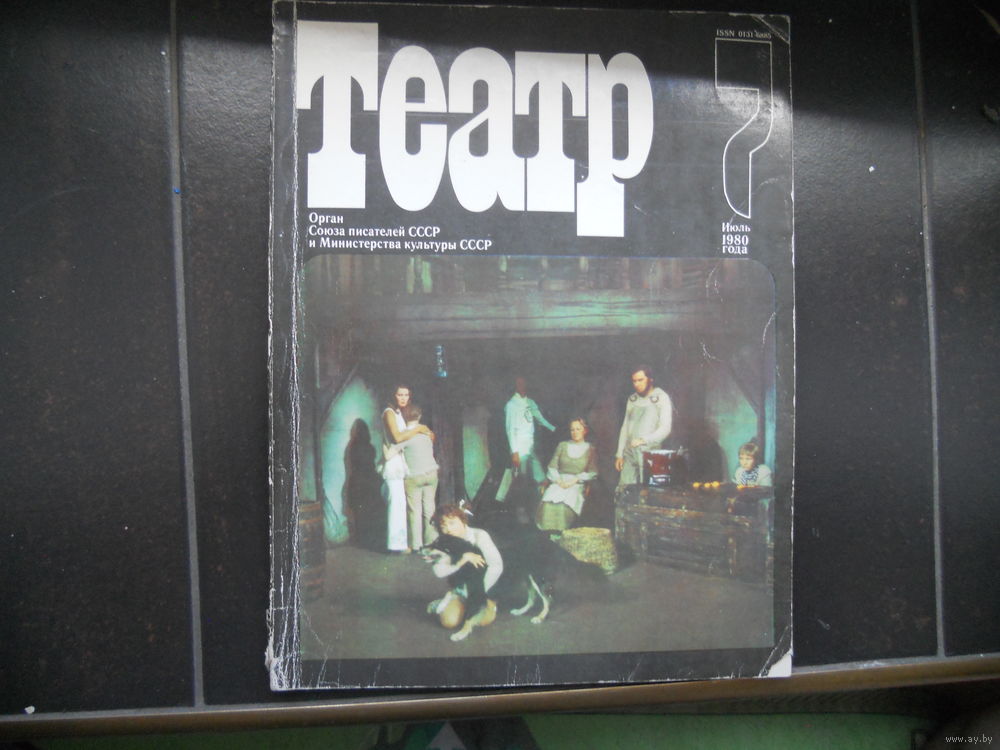 театр
ISSN 0131-6885
7
Июль
1980
года
Орган
Союза писателей СССР
и Министерства культуры СССР
www.ay.by